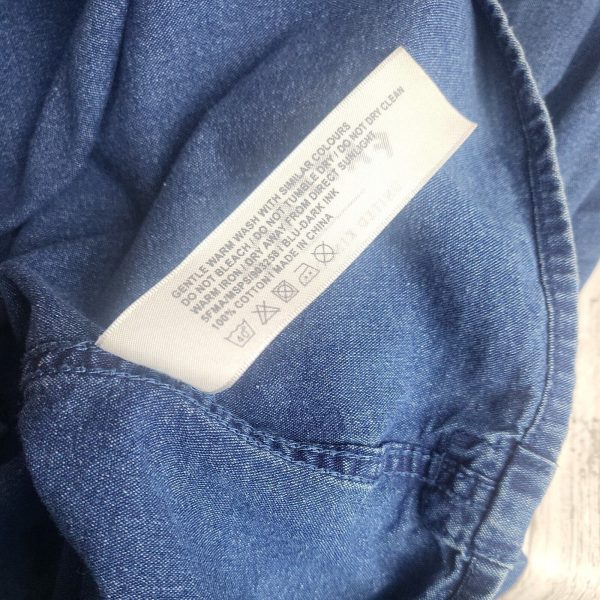 GENTLE WARM WASH WITH SIMILAR COLOURS
DO NOT BLEACH / DO NOT TUMBLE DRY / DO NOT DRY CLEAN
WARM IRON / DRY AWAY FROM DIRECT SUNLIGHT
/ BLU-DARK INK
100% COTTON / MADE IN CHINA
40°